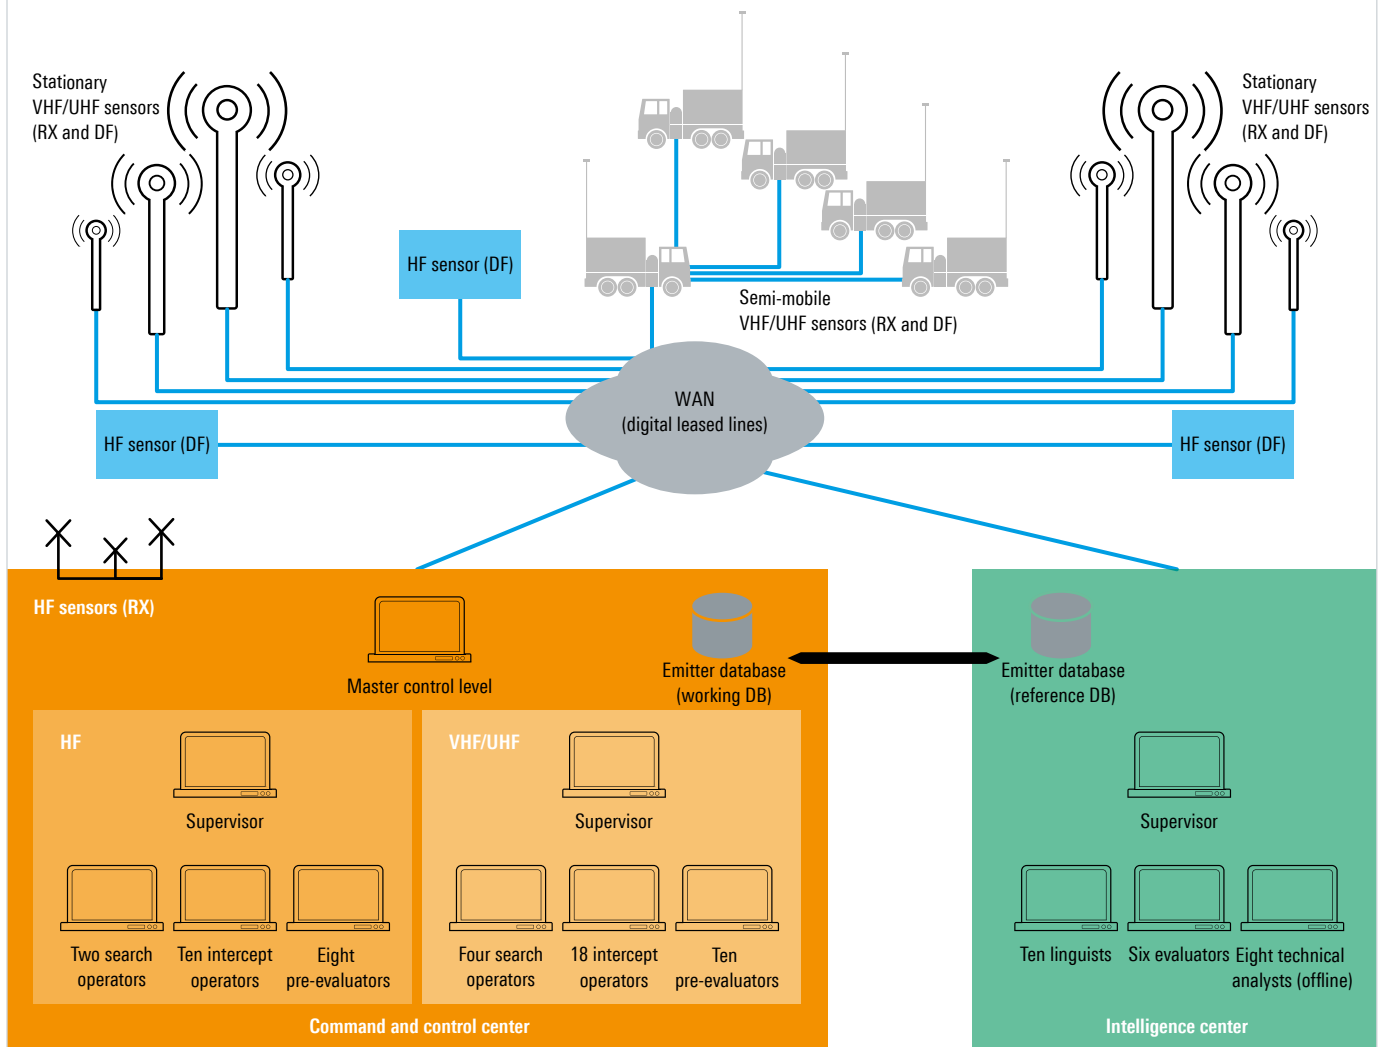 Stationary
VHF/UHF sensors
(RX and DF)
Stationary
VHF/UHF sensors
(RX and DF)
HF sensor (DF)
Semi-mobile
VHF/UHF sensors (RX and DF)
WAN
(digital leased lines)
HF sensor (DF)
HF sensor (DF)
HF sensors (RX)
Master control level
Emitter database
(working DB)
Emitter database
(reference DB)
HF
Supervisor
Two search
operators
Ten intercept
operators
Eight
pre-evaluators
VHF/UHF
Supervisor
Four search
operators
18 intercept
operators
Ten
pre-evaluators
Command and control center
Supervisor
Ten linguists
Six evaluators
Eight technical
analysts (offline)
Intelligence center